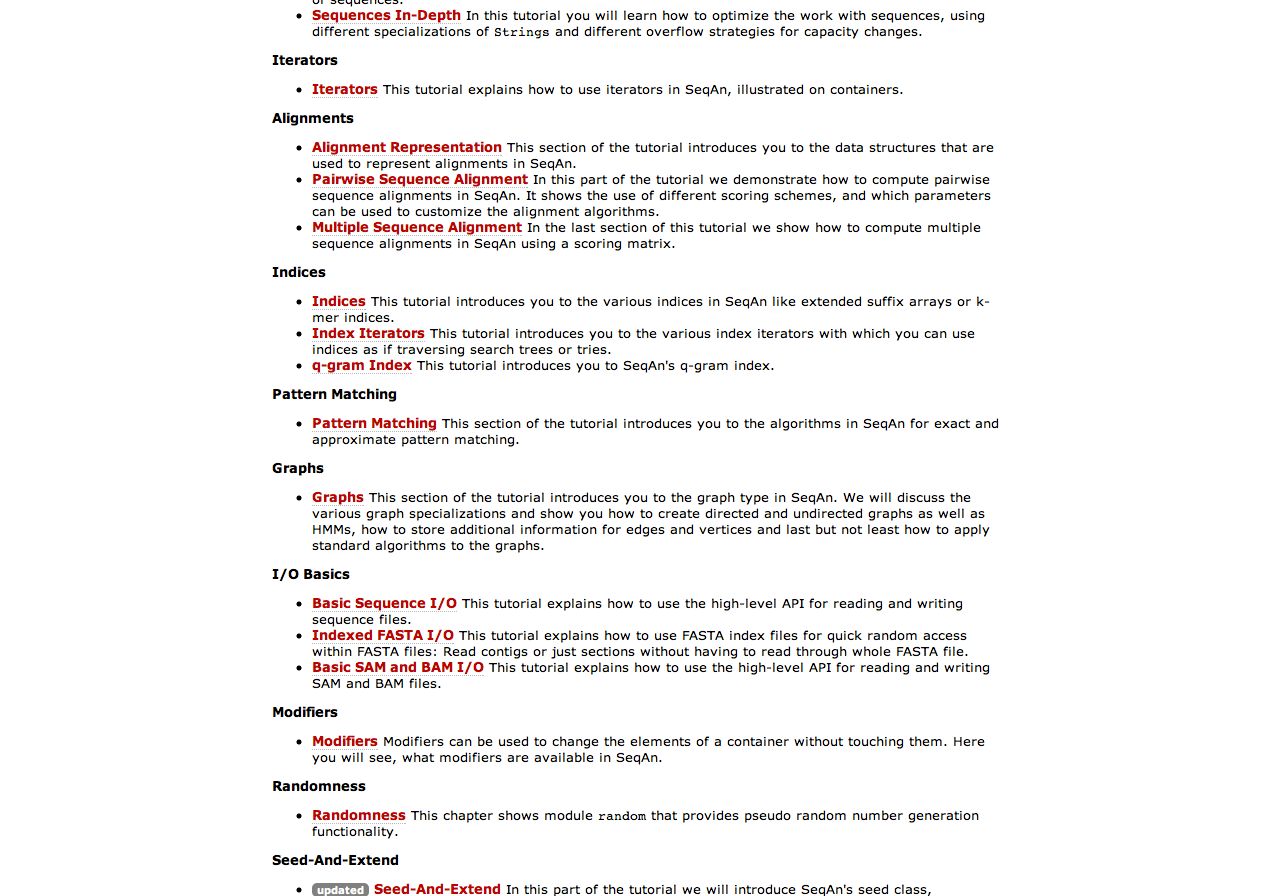 of sequences.
Sequences In-Depth In this tutorial you will learn how to optimize the work with sequences, using
different specializations of Strings and different overflow strategies for capacity changes.
Iterators
Iterators This tutorial explains how to use iterators in SeqAn, illustrated on containers.
Alignments
Alignment Representation This section of the tutorial introduces you to the data structures that are
used to represent alignments in SeqAn.
Pairwise Sequence Alignment In this part of the tutorial we demonstrate how to compute pairwise
sequence alignments in SeqAn. It shows the use of different scoring schemes, and which parameters
can be used to customize the alignment algorithms.
Multiple Sequence Alignment In the last section of this tutorial we show how to compute multiple
sequence alignments in SeqAn using a scoring matrix.
Indices
Indices This tutorial introduces you to the various indices in SeqAn like extended suffix arrays or k-
mer indices.
Index Iterators This tutorial introduces you to the various index iterators with which you can use
indices as if traversing search trees or tries.
q-gram Index This tutorial introduces you to SeqAn's q-gram index.
Pattern Matching
Pattern Matching This section of the tutorial introduces you to the algorithms in SeqAn for exact and
approximate pattern matching.
Graphs
Graphs This section of the tutorial introduces you to the graph type in SeqAn. We will discuss the
various graph specializations and show you how to create directed and undirected graphs as well as
HMMs, how to store additional information for edges and vertices and last but not least how to apply
standard algorithms to the graphs.
I/O Basics
Basic Sequence I/O This tutorial explains how to use the high-level API for reading and writing
sequence files.
Indexed FASTA I/O This tutorial explains how to use FASTA index files for quick random access
within FASTA files: Read contigs or just sections without having to read through whole FASTA file.
Basic SAM and BAM I/O This tutorial explains how to use the high-level API for reading and writing
SAM and BAM files.
Modifiers
Modifiers Modifiers can be used to change the elements of a container without touching them. Here
you will see, what modifiers are available in SeqAn.
Randomness
Randomness This chapter shows module random that provides pseudo random number generation
functionality.
Seed-And-Extend
updated Seed-And-Extend In this part of the tutorial we will introduce SeqAn's seed class,